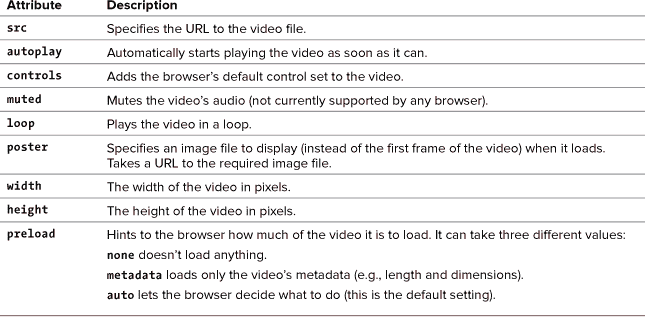 Attribute Description
src Specifies the URL to the video file.
autoplay Automatically starts playing the video as soon as it can.
controls Adds the browser’s default control set to the video.
muted Mutes the video’s audio (not currently supported by any browser).
loop Plays the video in a loop.
poster Specifies an image file to display (instead of the first frame of the video) when it loads.
Takes a URL to the required image file.
width The width of the video in pixels.
height The height of the video in pixels.
preload Hints to the browser how much of the video it is to load. It can take three different values:
none doesn’t load anything.
metadata loads only the video’s metadata (e.g., length and dimensions).
auto lets the browser decide what to do (this is the default setting).